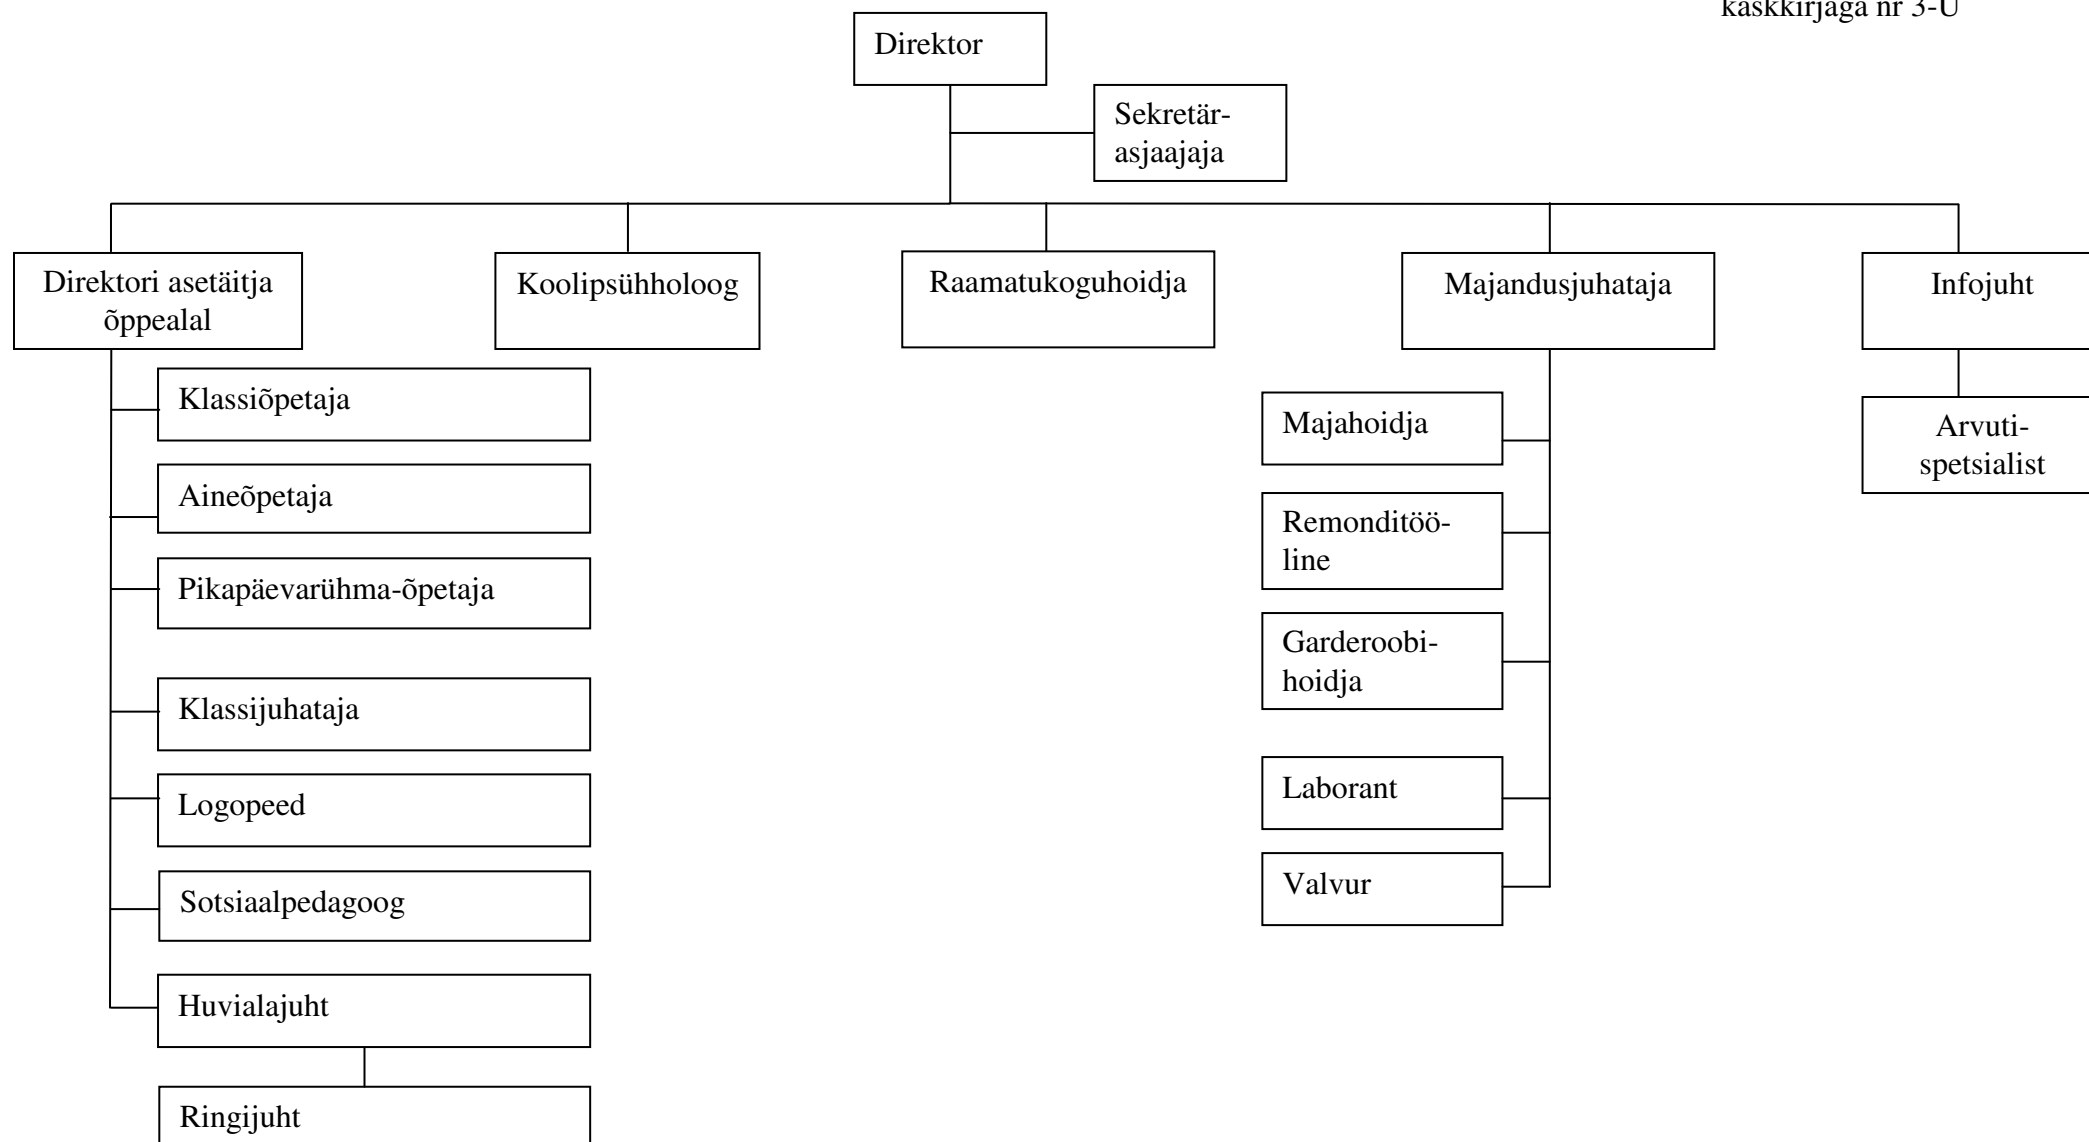 käskkirjaga nr 3-Ü
Direktor
Sekretär-
asjaajaja
Direktori asetäitja
õppealal
Koolipsühholoog
Raamatukoguhoidja
Majandusjuhataja
Infojuht
Klassiõpetaja
Aineõpetaja
Pikapäevarühma-õpetaja
Klassijuhataja
Logopeed
Sotsiaalpedagoog
Huvialajuht
Ringijuht
Majahoidja
Remonditöö-
line
Garderoobi-
hoidja
Laborant
Valvur
Arvuti-
spetsialist